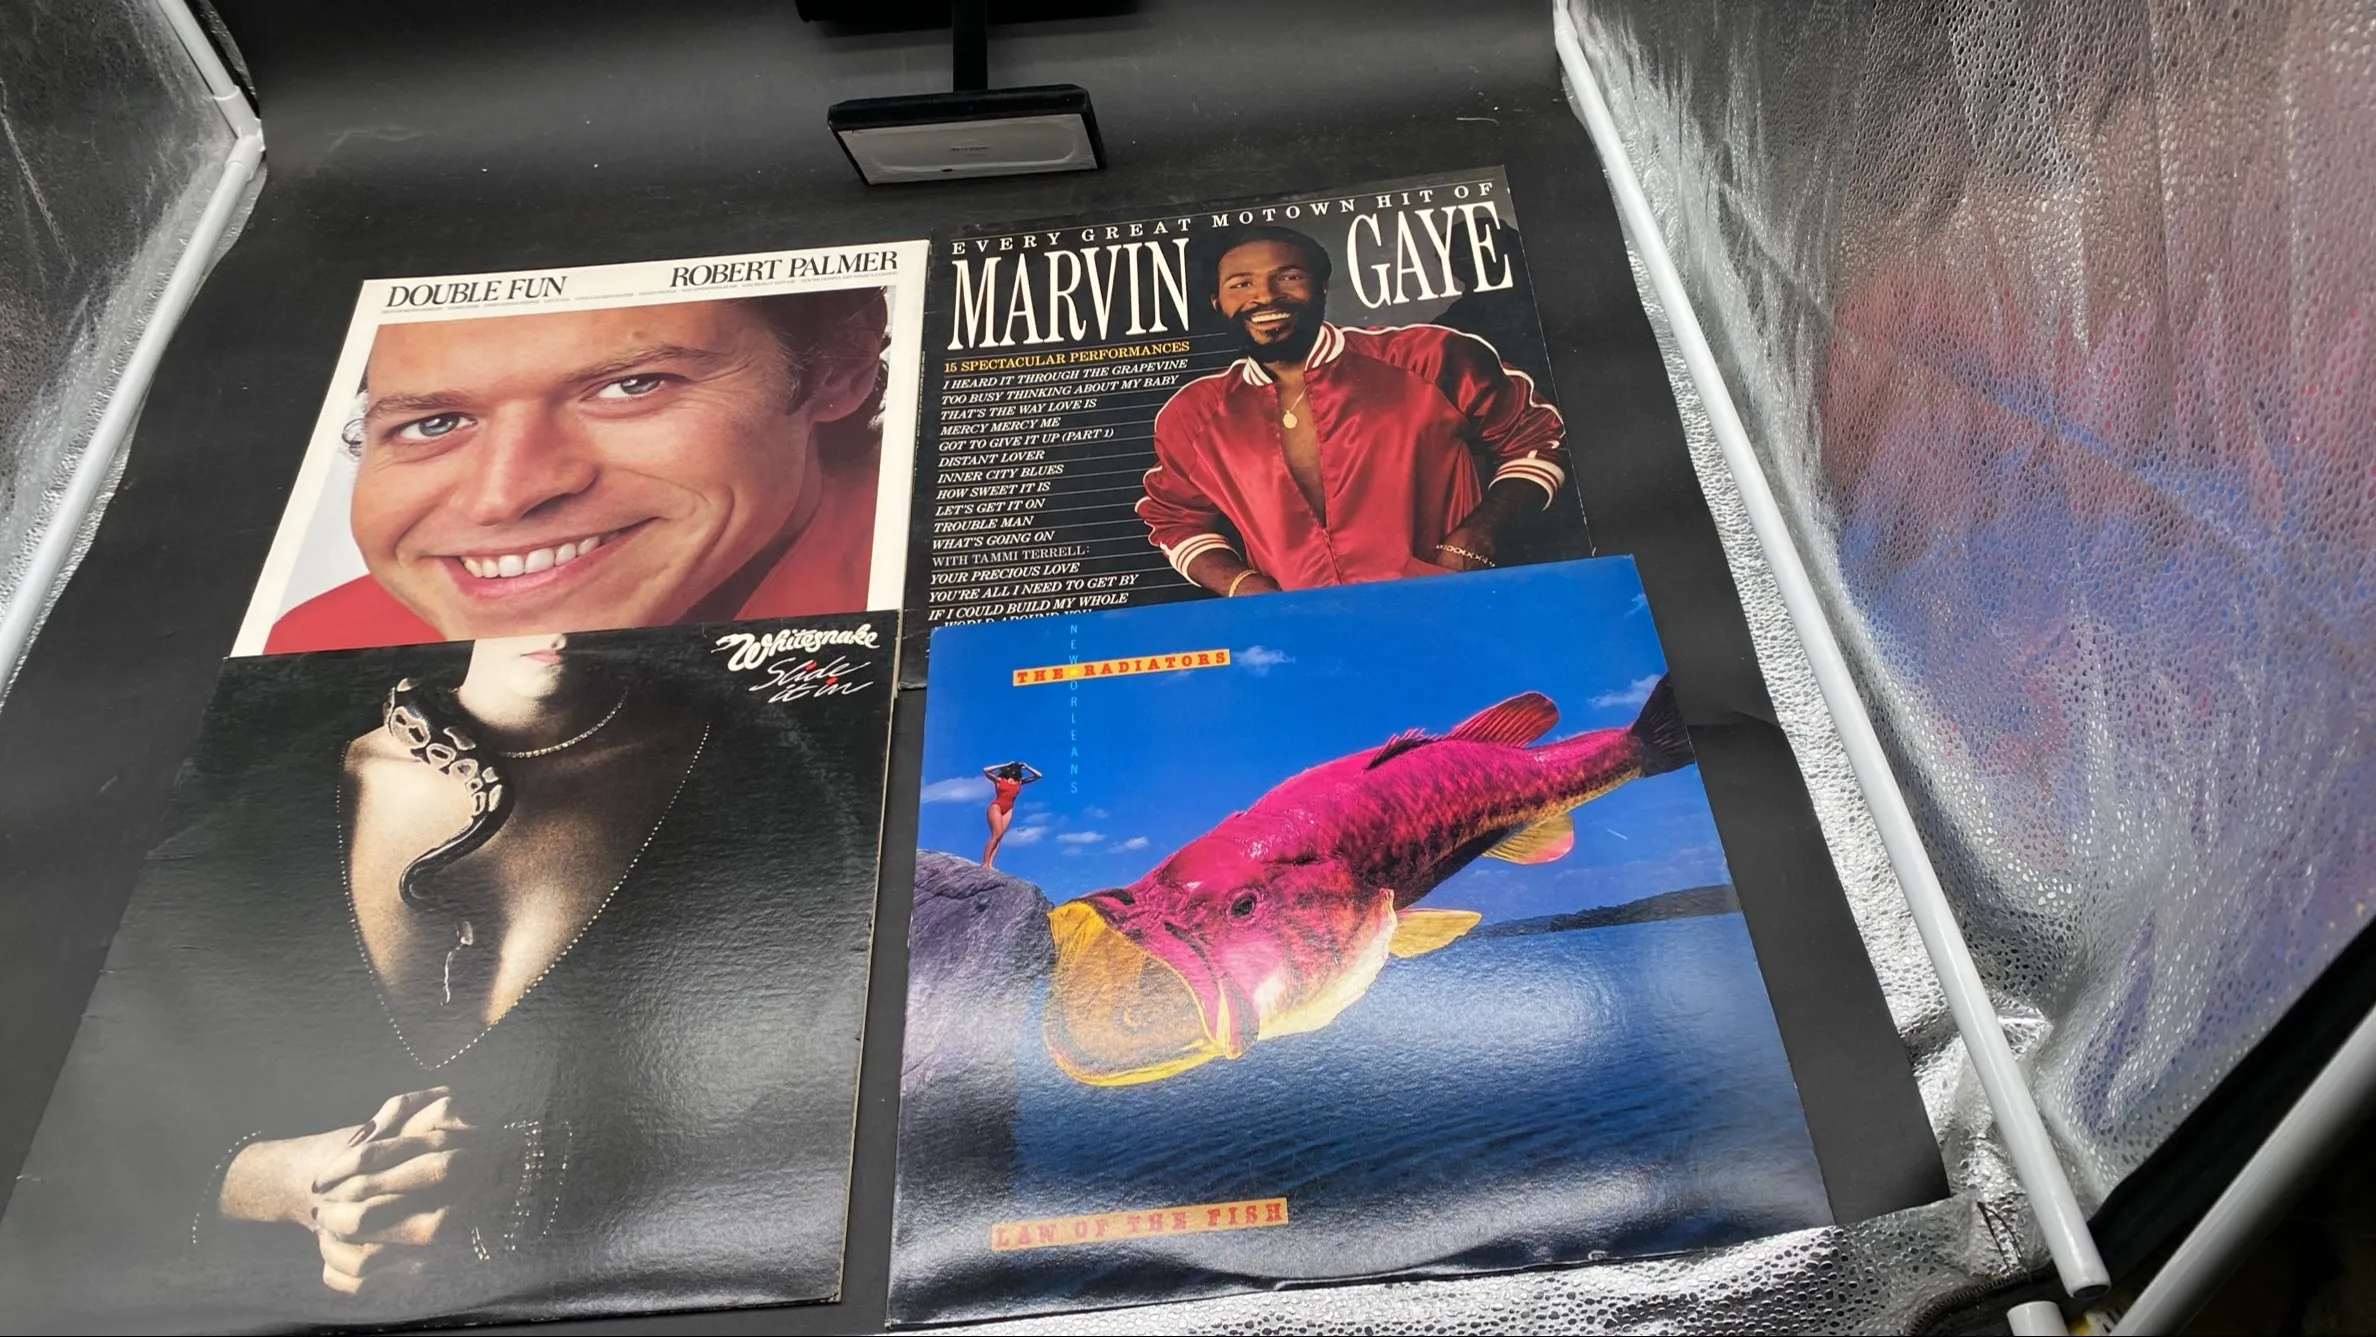 DOUBLE FUN
ROBERT PALMER
EVERY GREAT MOTOWN HIT OF
MARVIN GAYE
15 SPECTACULAR PERFORMANCES
I HEARD IT THROUGH THE GRAPEVINE
TOO BUSY THINKING ABOUT MY BABY
THAT'S THE WAY LOVE IS
MERCY MERCY ME
GOT TO GIVE IT UP (PART 1)
DISTANT LOVER
INNER CITY BLUES
HOW SWEET IT IS
LET'S GET IT ON
TROUBLE MAN
WHAT'S GOING ON
WITH TAMMI TERRELL:
YOUR PRECIOUS LOVE
YOU'RE ALL I NEED TO GET BY
IF I COULD BUILD MY WHOLE
WORLD AROUND YOU
Whitesnake
Slide
it in
THE RADIATORS
NEW ORLEANS
LAW OF THE FISH